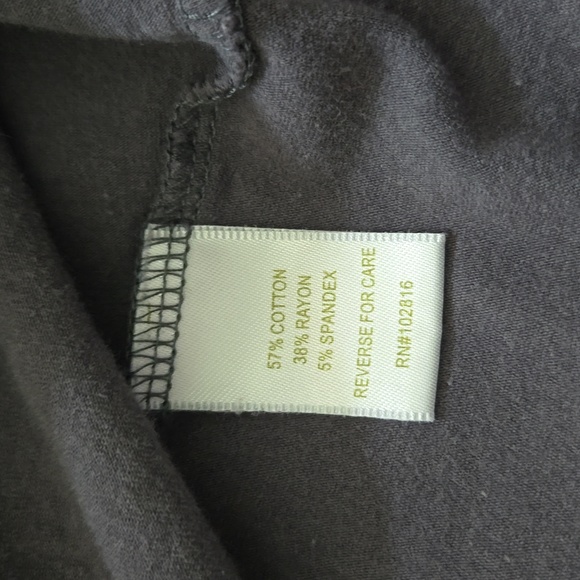 57% COTTON
38% RAYON
5% SPANDEX
REVERSE FOR CARE
RN#102816